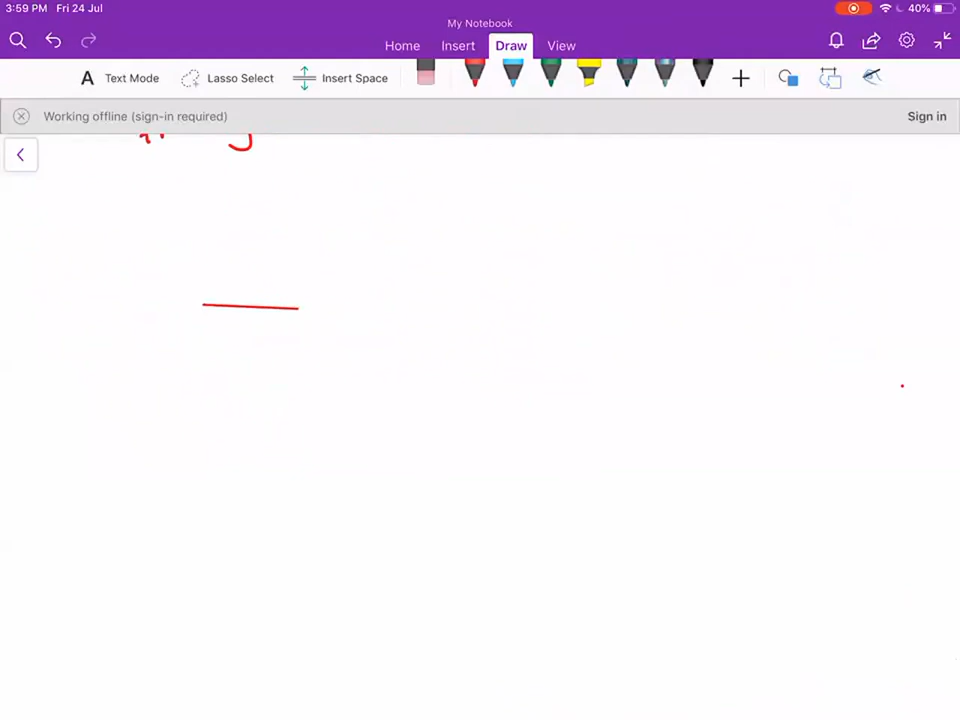 3:59 PM Fri 24 Jul 40%
My Notebook
Home Insert Draw View
A Text Mode Lasso Select Insert Space
Working offline (sign-in required) Sign in